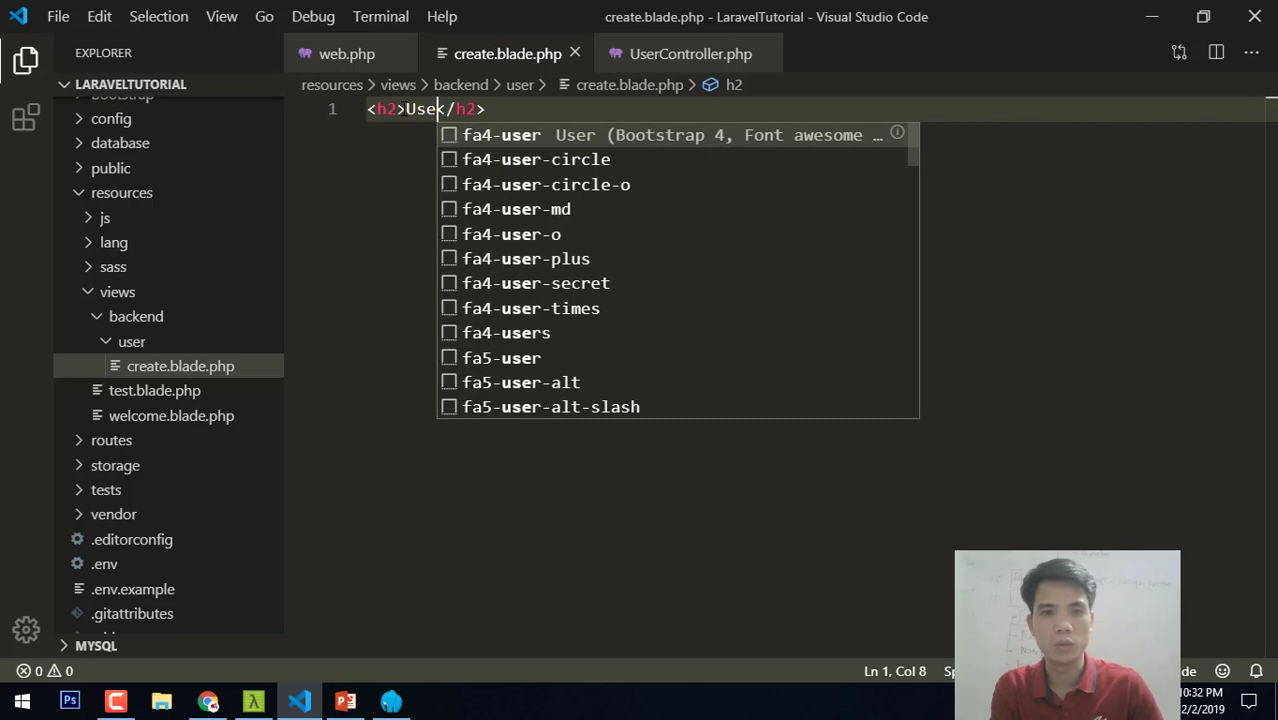 File Edit Selection View Go Debug Terminal Help create.blade.php - LaravelTutorial - Visual Studio Code
EXPLORER web.php create.blade.php UserController.php
LARAVELTUTORIAL resources > views > backend > user > create.blade.php > h2
bootstrap
config
database
public
resources
js
lang
sass
views
backend
user
create.blade.php
test.blade.php
welcome.blade.php
routes
storage
tests
vendor
.editorconfig
.env
.env.example
.gitattributes
MYSQL
1 <h2>Use</h2>
fa4-user User (Bootstrap 4, Font awesome …
fa4-user-circle
fa4-user-circle-o
fa4-user-md
fa4-user-o
fa4-user-plus
fa4-user-secret
fa4-user-times
fa4-users
fa5-user
fa5-user-alt
fa5-user-alt-slash
0 0 Ln 1, Col 8
Ps
10:32 PM
2/2/2019